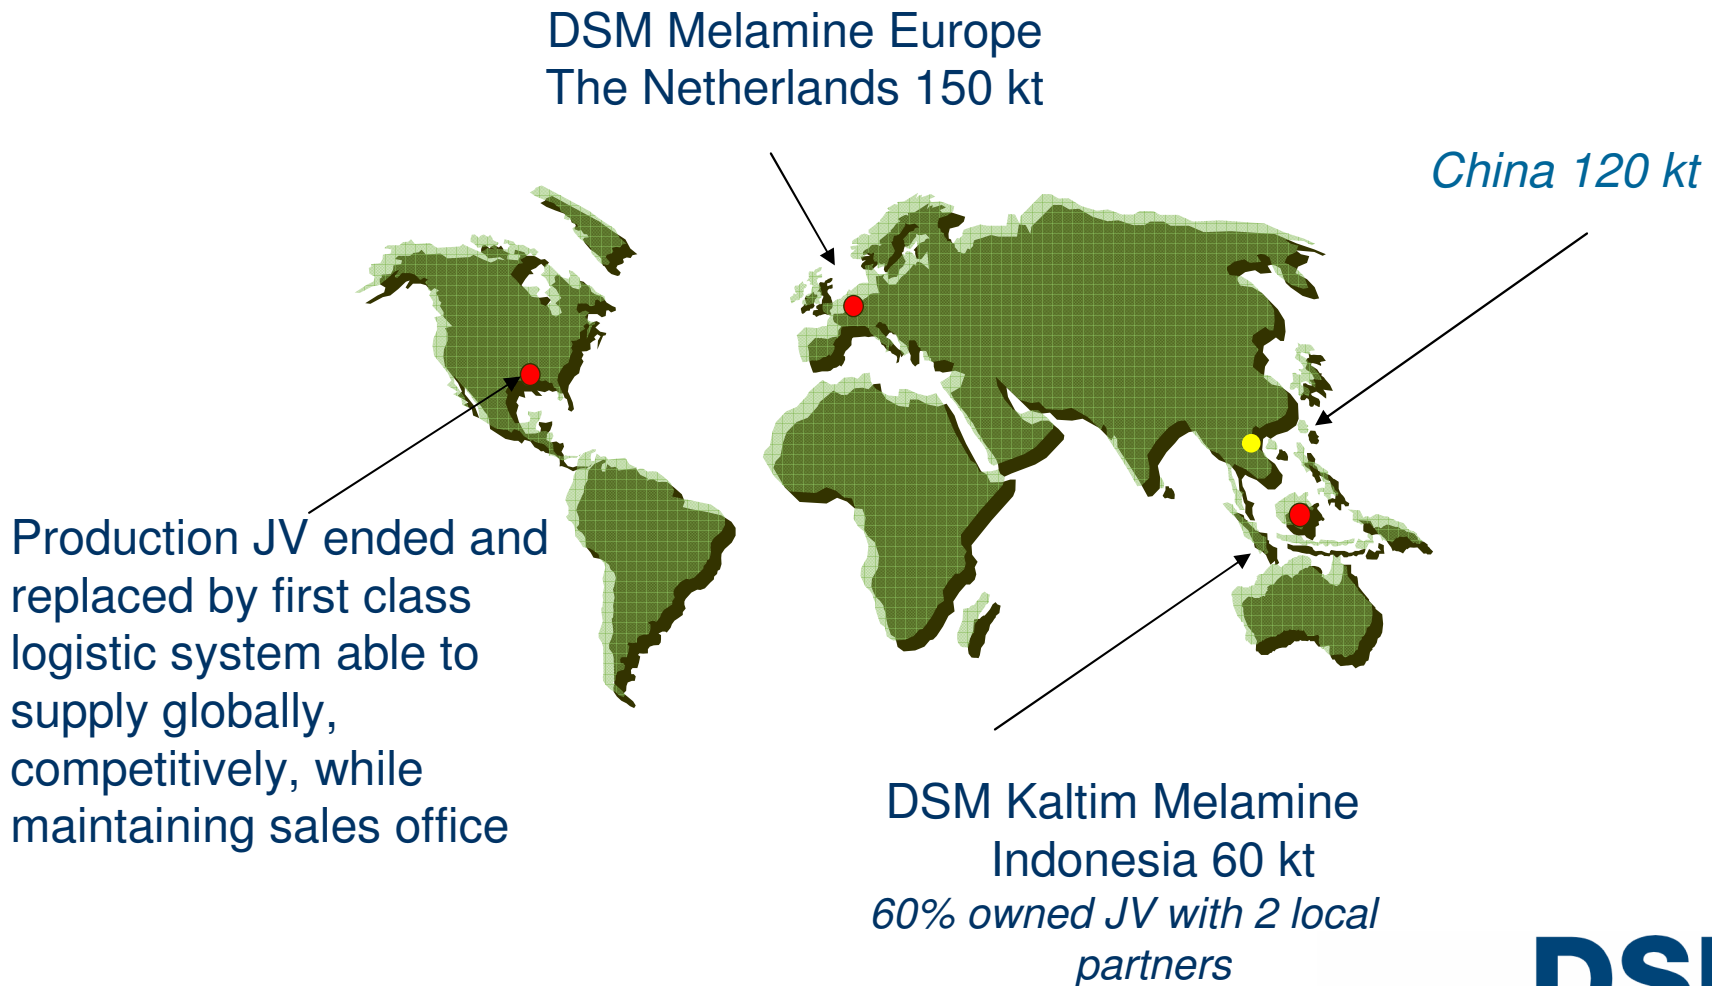 DSM Melamine Europe
The Netherlands 150 kt
China 120 kt
Production JV ended and
replaced by first class
logistic system able to
supply globally,
competitively, while
maintaining sales office
DSM Kaltim Melamine
Indonesia 60 kt
60% owned JV with 2 local
partners